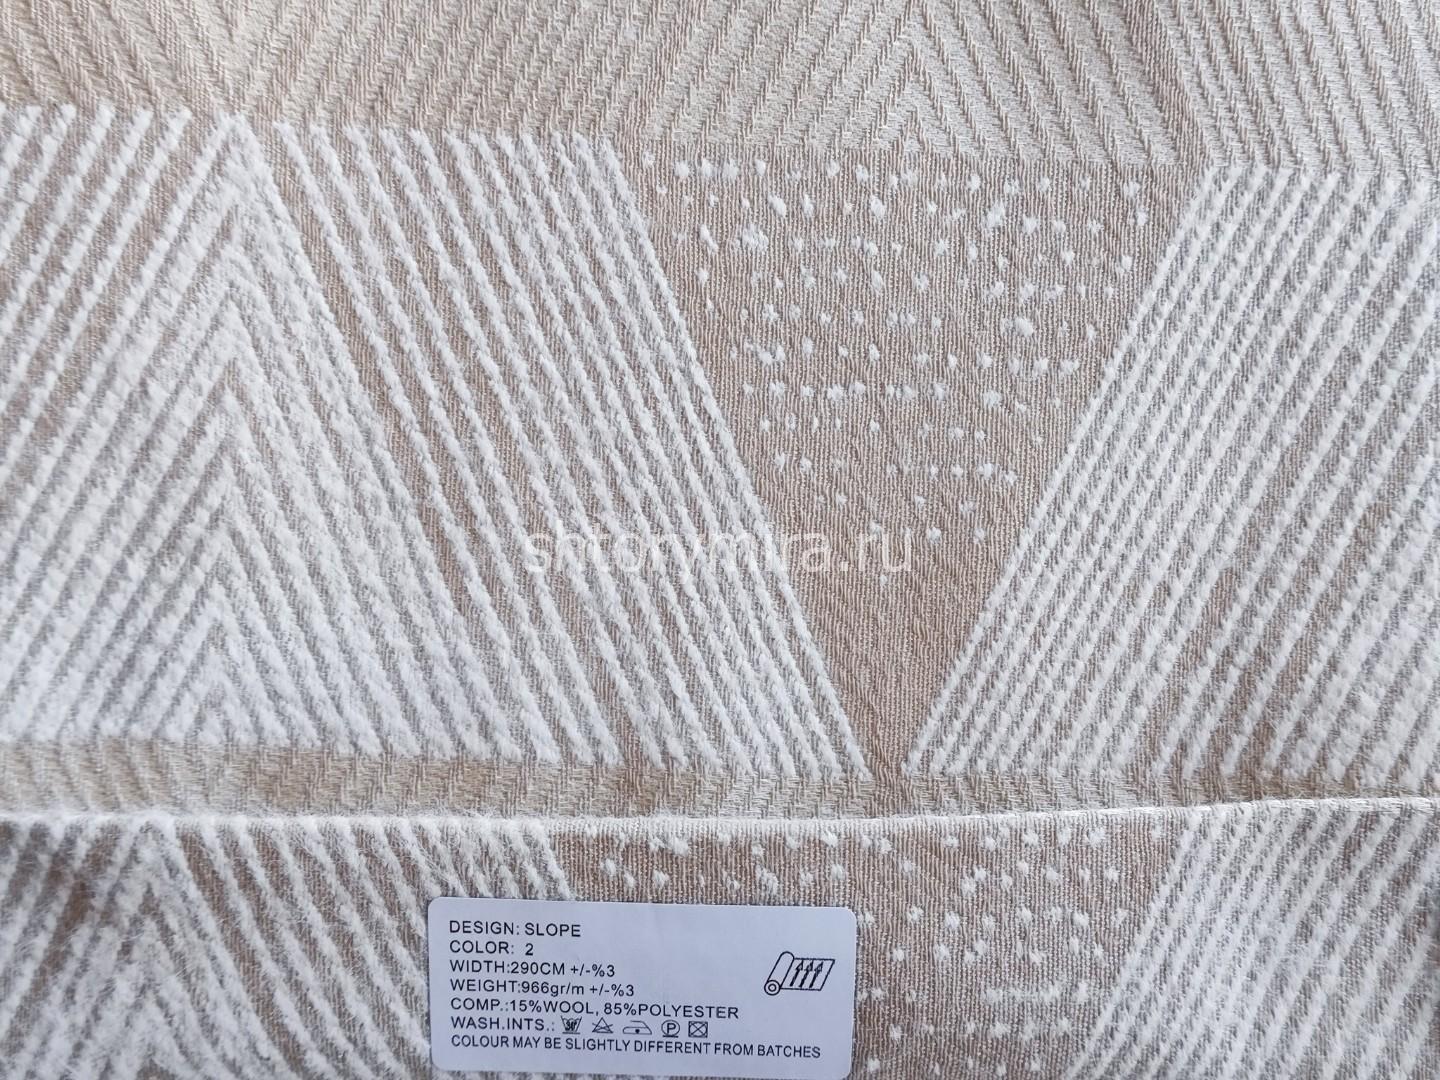 shtorymira.ru
DESIGN: SLOPE
COLOR: 2
WIDTH:290CM +/-%3
WEIGHT:966gr/m +/-%3
COMP.:15%WOOL, 85%POLYESTER
WASH.INTS.:
COLOUR MAY BE SLIGHTLY DIFFERENT FROM BATCHES